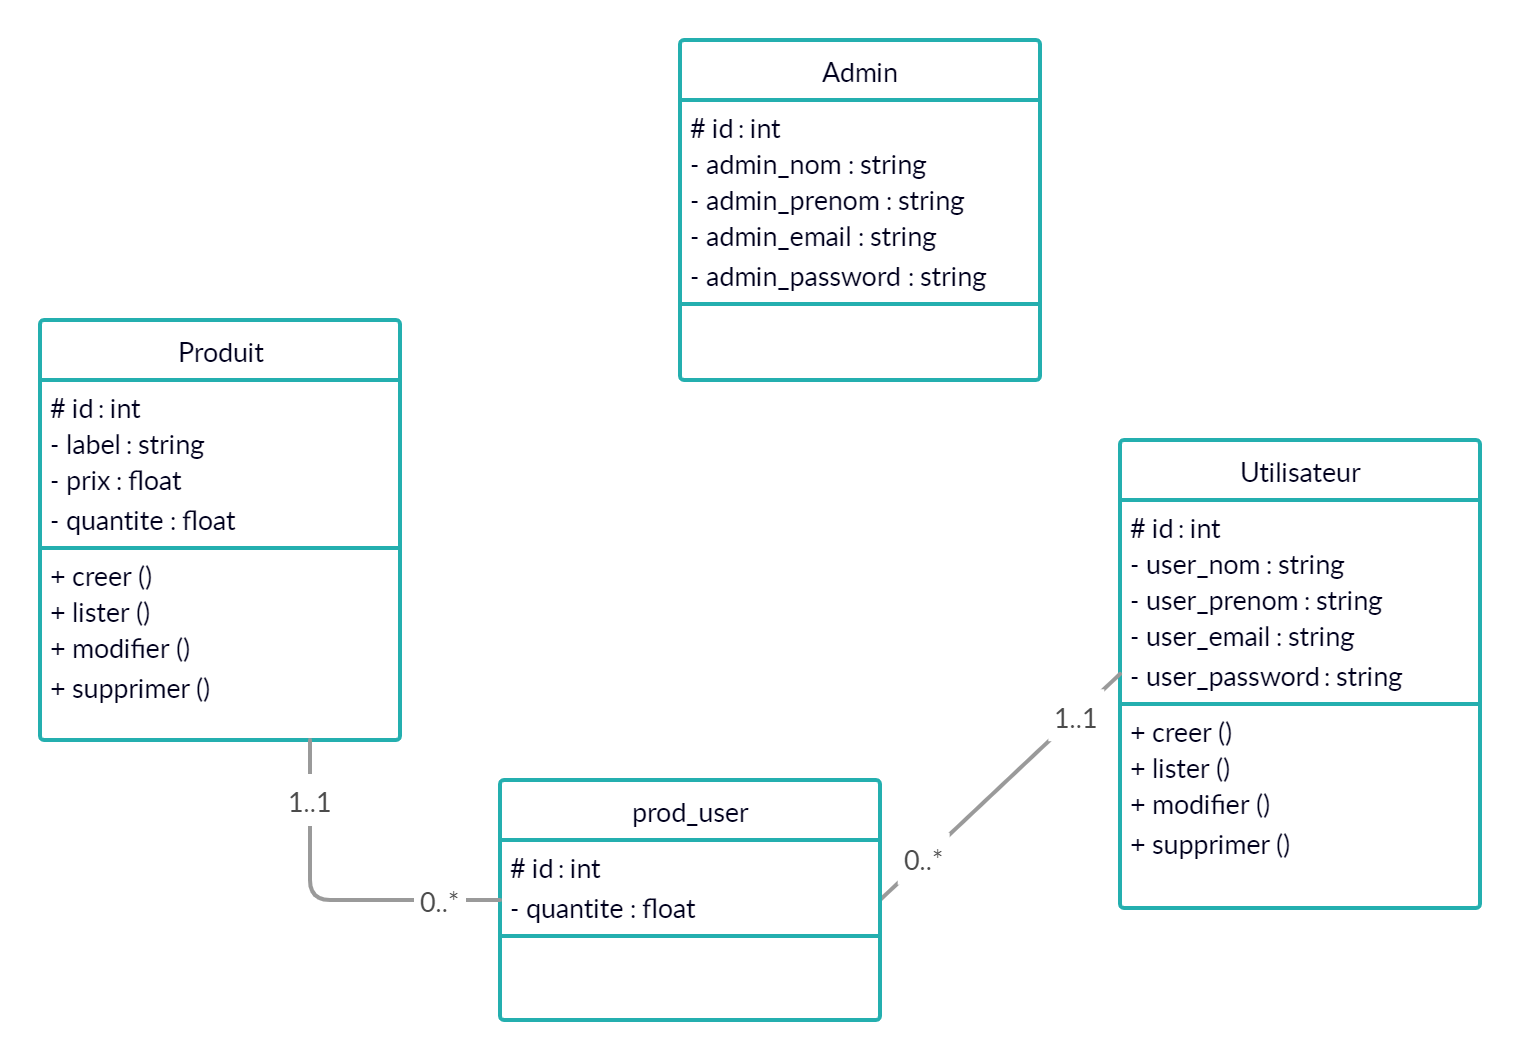 Admin
# id : int
- admin_nom : string
- admin_prenom : string
- admin_email : string
- admin_password : string
Produit
# id : int
- label : string
- prix : float
- quantite : float
+ creer ()
+ lister ()
+ modifier ()
+ supprimer ()
Utilisateur
# id : int
- user_nom : string
- user_prenom : string
- user_email : string
- user_password : string
+ creer ()
+ lister ()
+ modifier ()
+ supprimer ()
1..1
1..1
prod_user
# id : int
- quantite : float
0..*
0..*